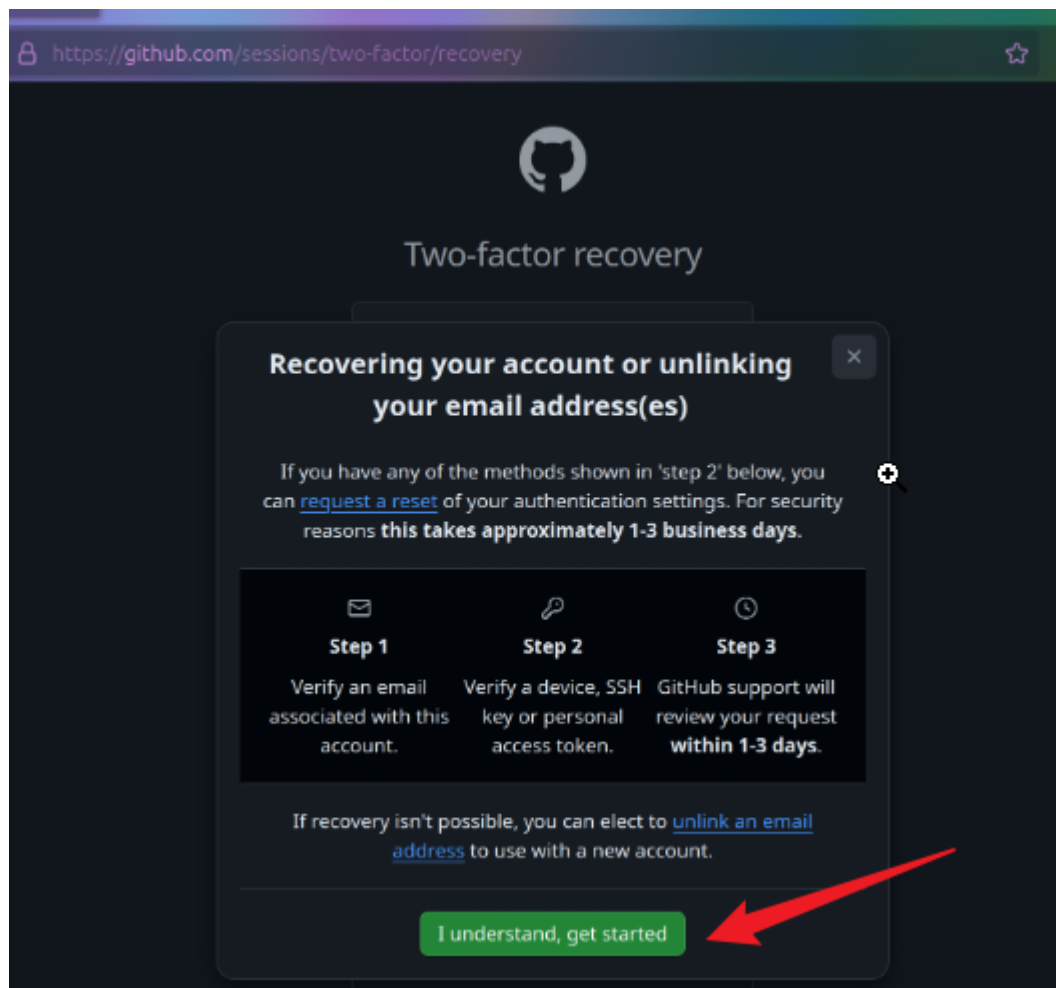 https://github.com/sessions/two-factor/recovery
Two-factor recovery
Recovering your account or unlinking
your email address(es)
If you have any of the methods shown in 'step 2' below, you
can request a reset of your authentication settings. For security
reasons this takes approximately 1-3 business days.
Step 1
Verify an email
associated with this
account.
Step 2
Verify a device, SSH
key or personal
access token.
Step 3
GitHub support will
review your request
within 1-3 days.
If recovery isn't possible, you can elect to unlink an email
address to use with a new account.
I understand, get started